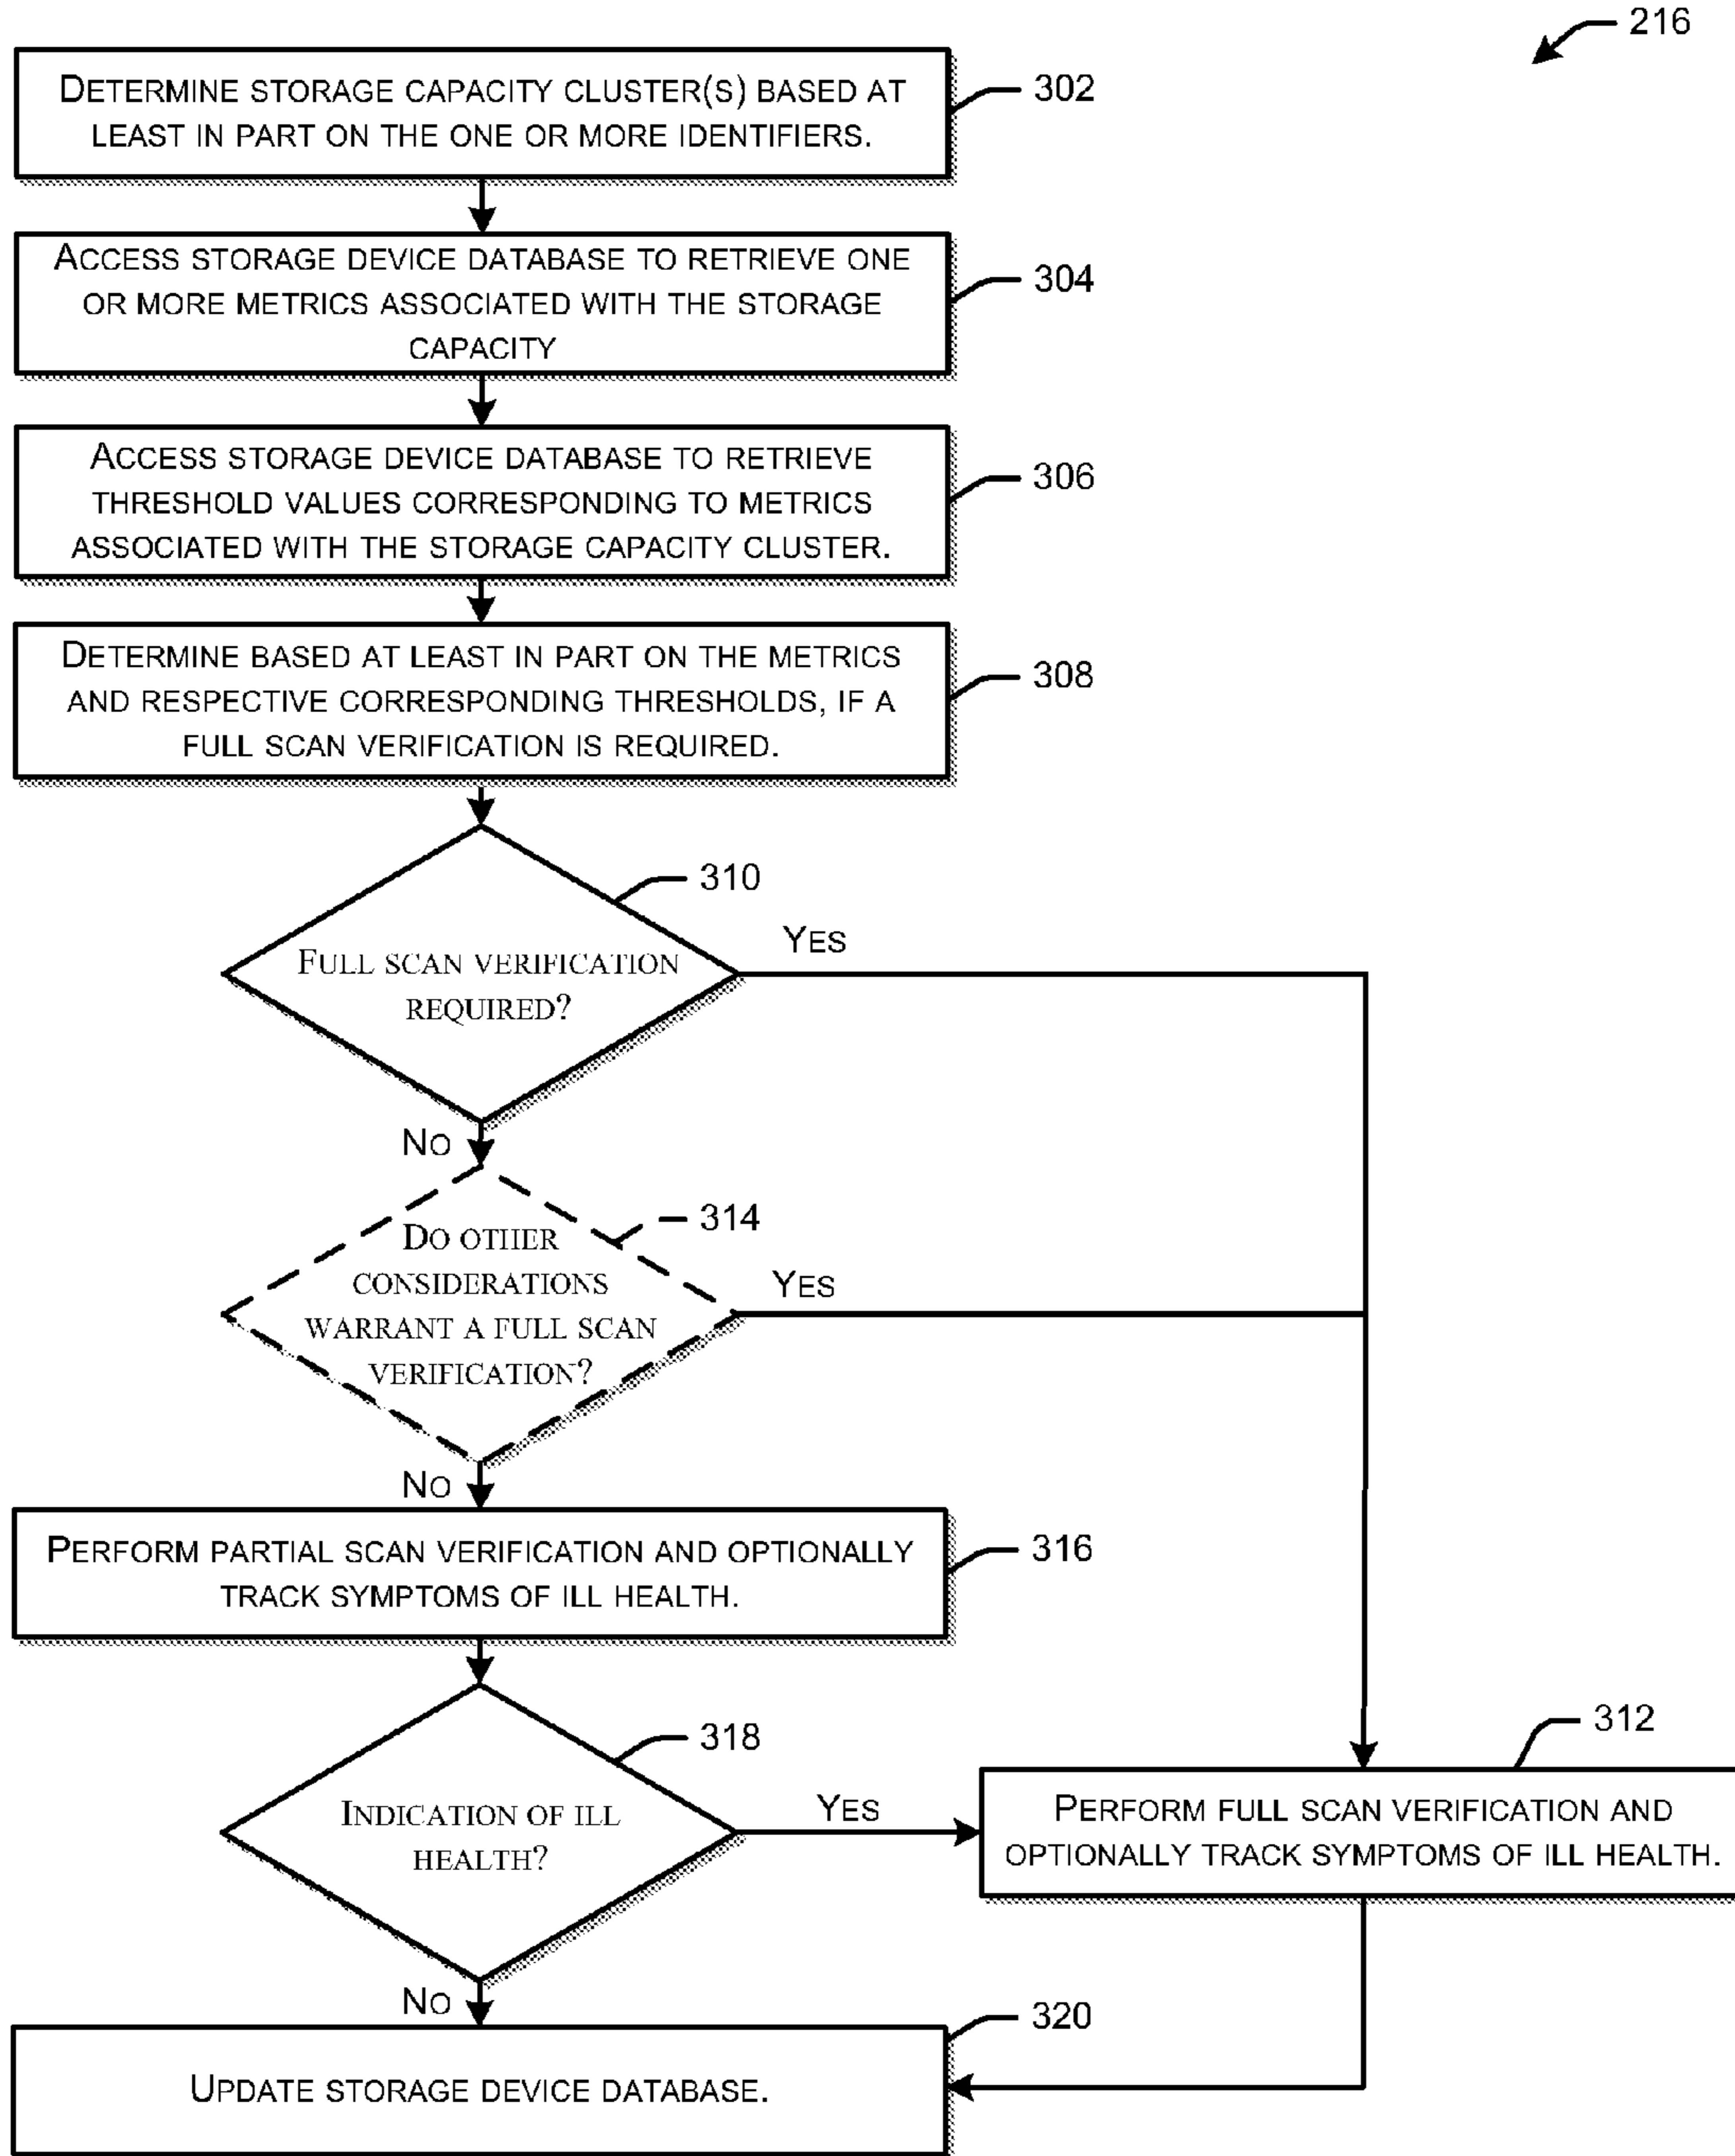 216
DETERMINE STORAGE CAPACITY CLUSTER(S) BASED AT
LEAST IN PART ON THE ONE OR MORE IDENTIFIERS.
302
ACCESS STORAGE DEVICE DATABASE TO RETRIEVE ONE
OR MORE METRICS ASSOCIATED WITH THE STORAGE
CAPACITY
304
ACCESS STORAGE DEVICE DATABASE TO RETRIEVE
THRESHOLD VALUES CORRESPONDING TO METRICS
ASSOCIATED WITH THE STORAGE CAPACITY CLUSTER.
306
DETERMINE BASED AT LEAST IN PART ON THE METRICS
AND RESPECTIVE CORRESPONDING THRESHOLDS, IF A
FULL SCAN VERIFICATION IS REQUIRED.
308
310
FULL SCAN VERIFICATION
REQUIRED?
YES
NO
314
DO OTHER
CONSIDERATIONS
WARRANT A FULL SCAN
VERIFICATION?
YES
NO
PERFORM PARTIAL SCAN VERIFICATION AND OPTIONALLY
TRACK SYMPTOMS OF ILL HEALTH.
316
318
INDICATION OF ILL
HEALTH?
YES
312
PERFORM FULL SCAN VERIFICATION AND
OPTIONALLY TRACK SYMPTOMS OF ILL HEALTH.
NO
320
UPDATE STORAGE DEVICE DATABASE.